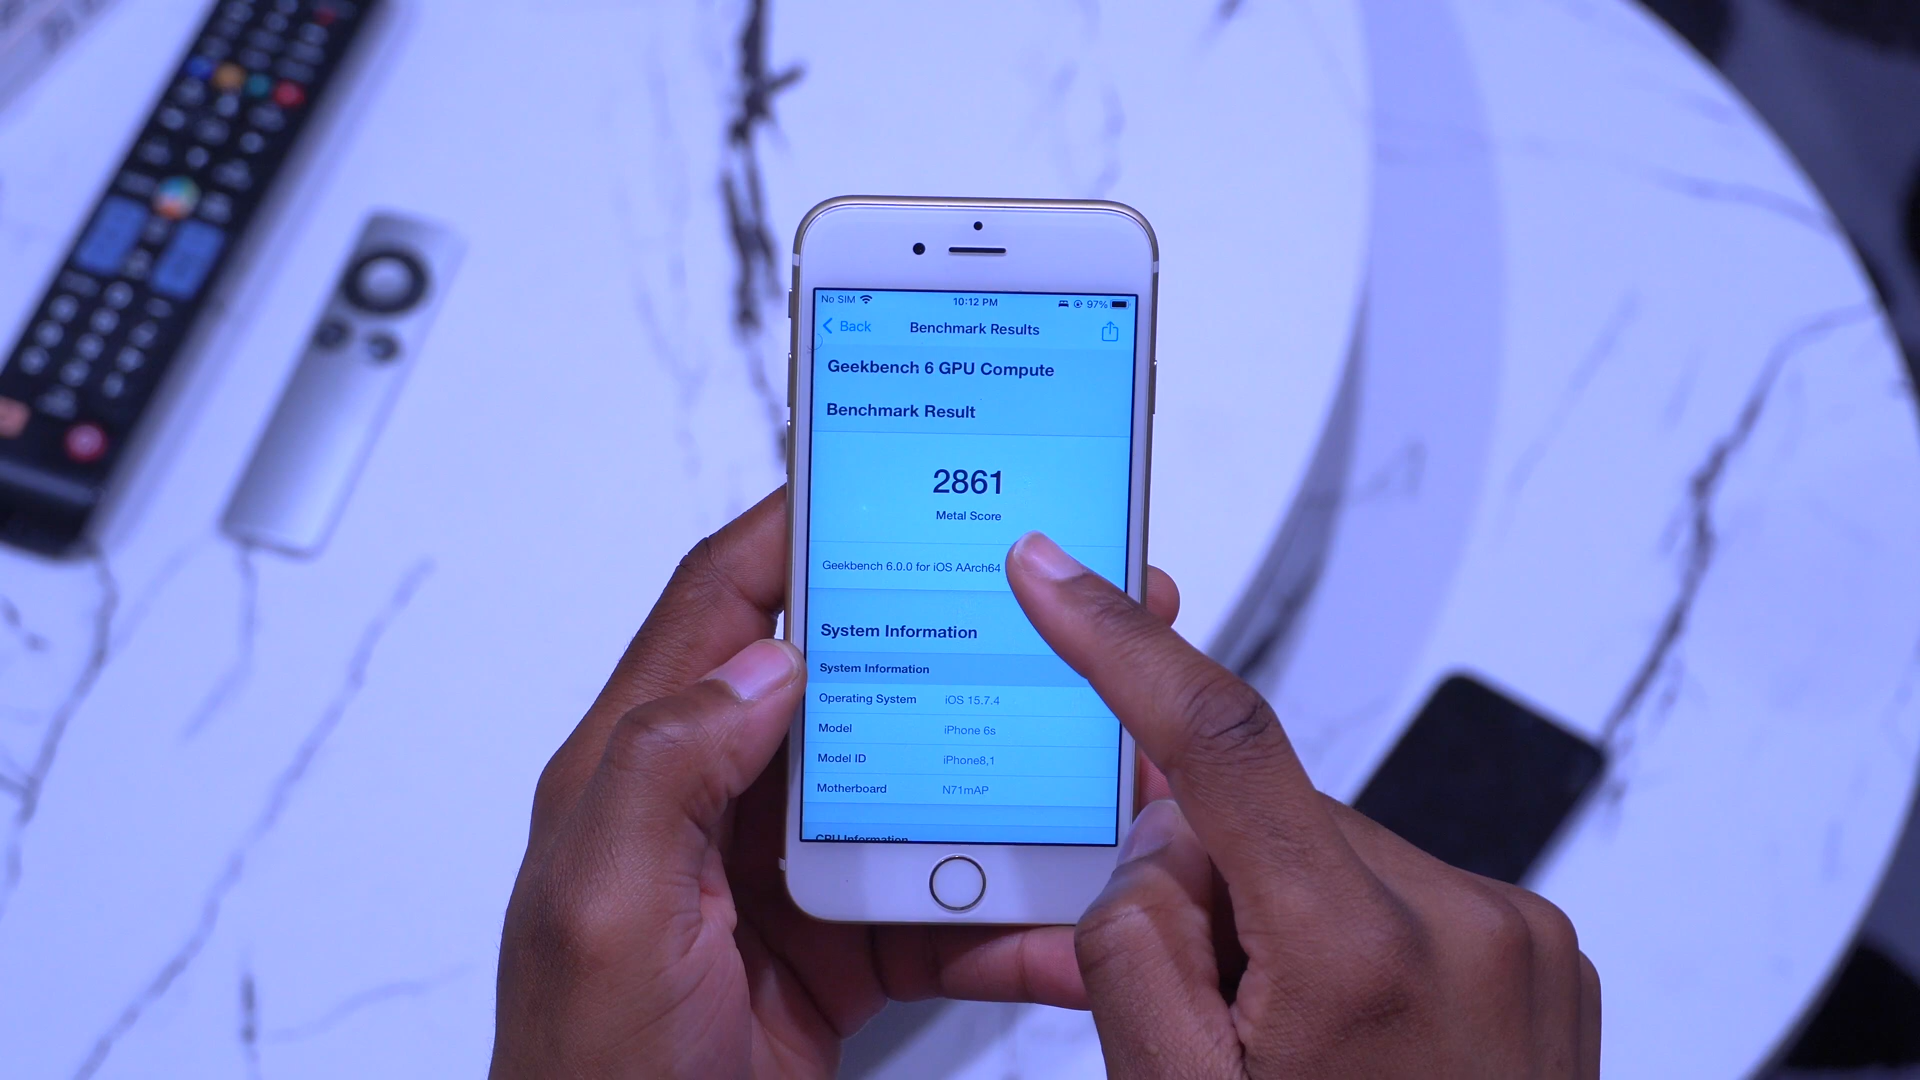 No SIM 10:12 PM 97%
Back Benchmark Results
Geekbench 6 GPU Compute
Benchmark Result
2861
Metal Score
Geekbench 6.0.0 for iOS AArch64
System Information
System Information
Operating System iOS 15.7.4
Model iPhone 6s
Model ID iPhone8,1
Motherboard N71mAP
CPU Information